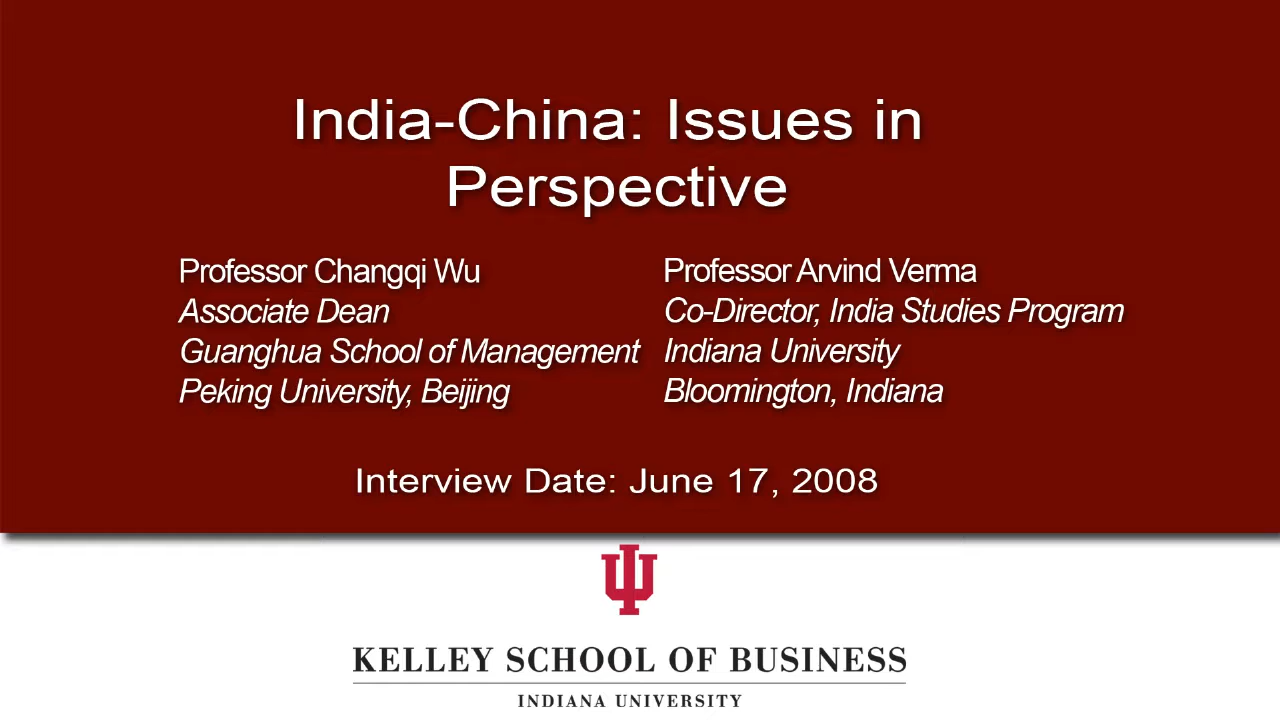 India-China: Issues in
Perspective
Professor Changqi Wu
Associate Dean
Guanghua School of Management
Peking University, Beijing
Professor Arvind Verma
Co-Director, India Studies Program
Indiana University
Bloomington, Indiana
Interview Date: June 17, 2008
KELLEY SCHOOL OF BUSINESS
INDIANA UNIVERSITY